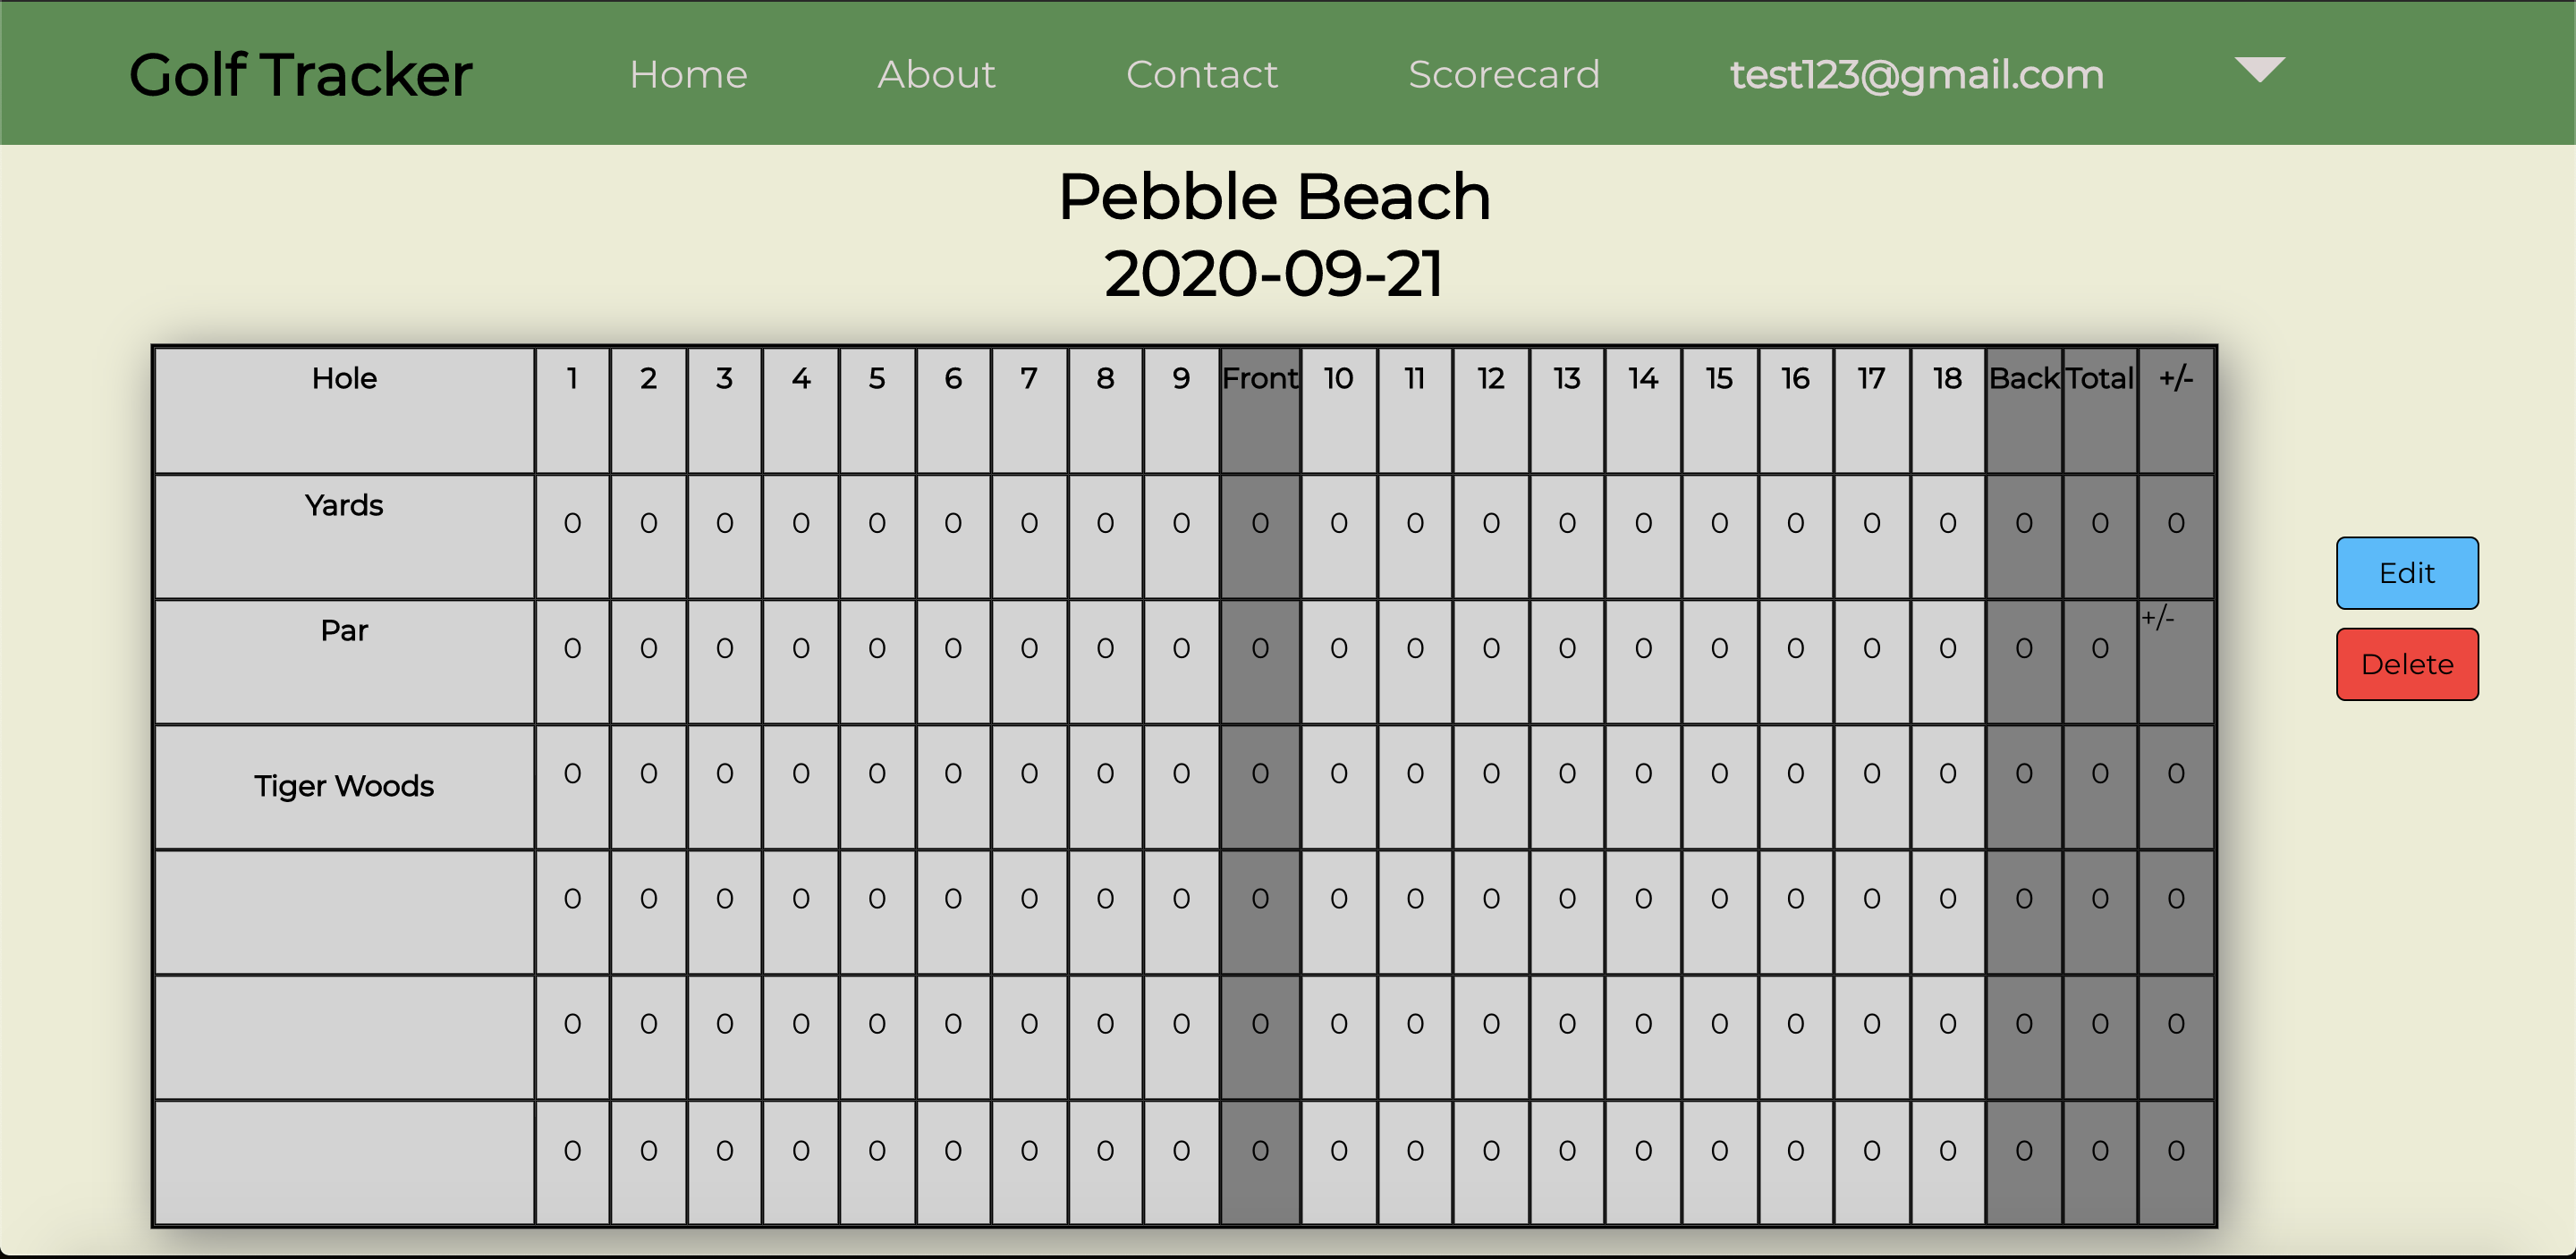 Golf Tracker Home About Contact Scorecard test123@gmail.com
Pebble Beach
2020-09-21
Hole 1 2 3 4 5 6 7 8 9 Front 10 11 12 13 14 15 16 17 18 Back Total +/-
Yards 0 0 0 0 0 0 0 0 0 0 0 0 0 0 0 0 0 0 0 0 0 0
Edit
Par 0 0 0 0 0 0 0 0 0 0 0 0 0 0 0 0 0 0 0 0 0 +/-
Delete
Tiger Woods 0 0 0 0 0 0 0 0 0 0 0 0 0 0 0 0 0 0 0 0 0 0
0 0 0 0 0 0 0 0 0 0 0 0 0 0 0 0 0 0 0 0 0 0
0 0 0 0 0 0 0 0 0 0 0 0 0 0 0 0 0 0 0 0 0 0
0 0 0 0 0 0 0 0 0 0 0 0 0 0 0 0 0 0 0 0 0 0